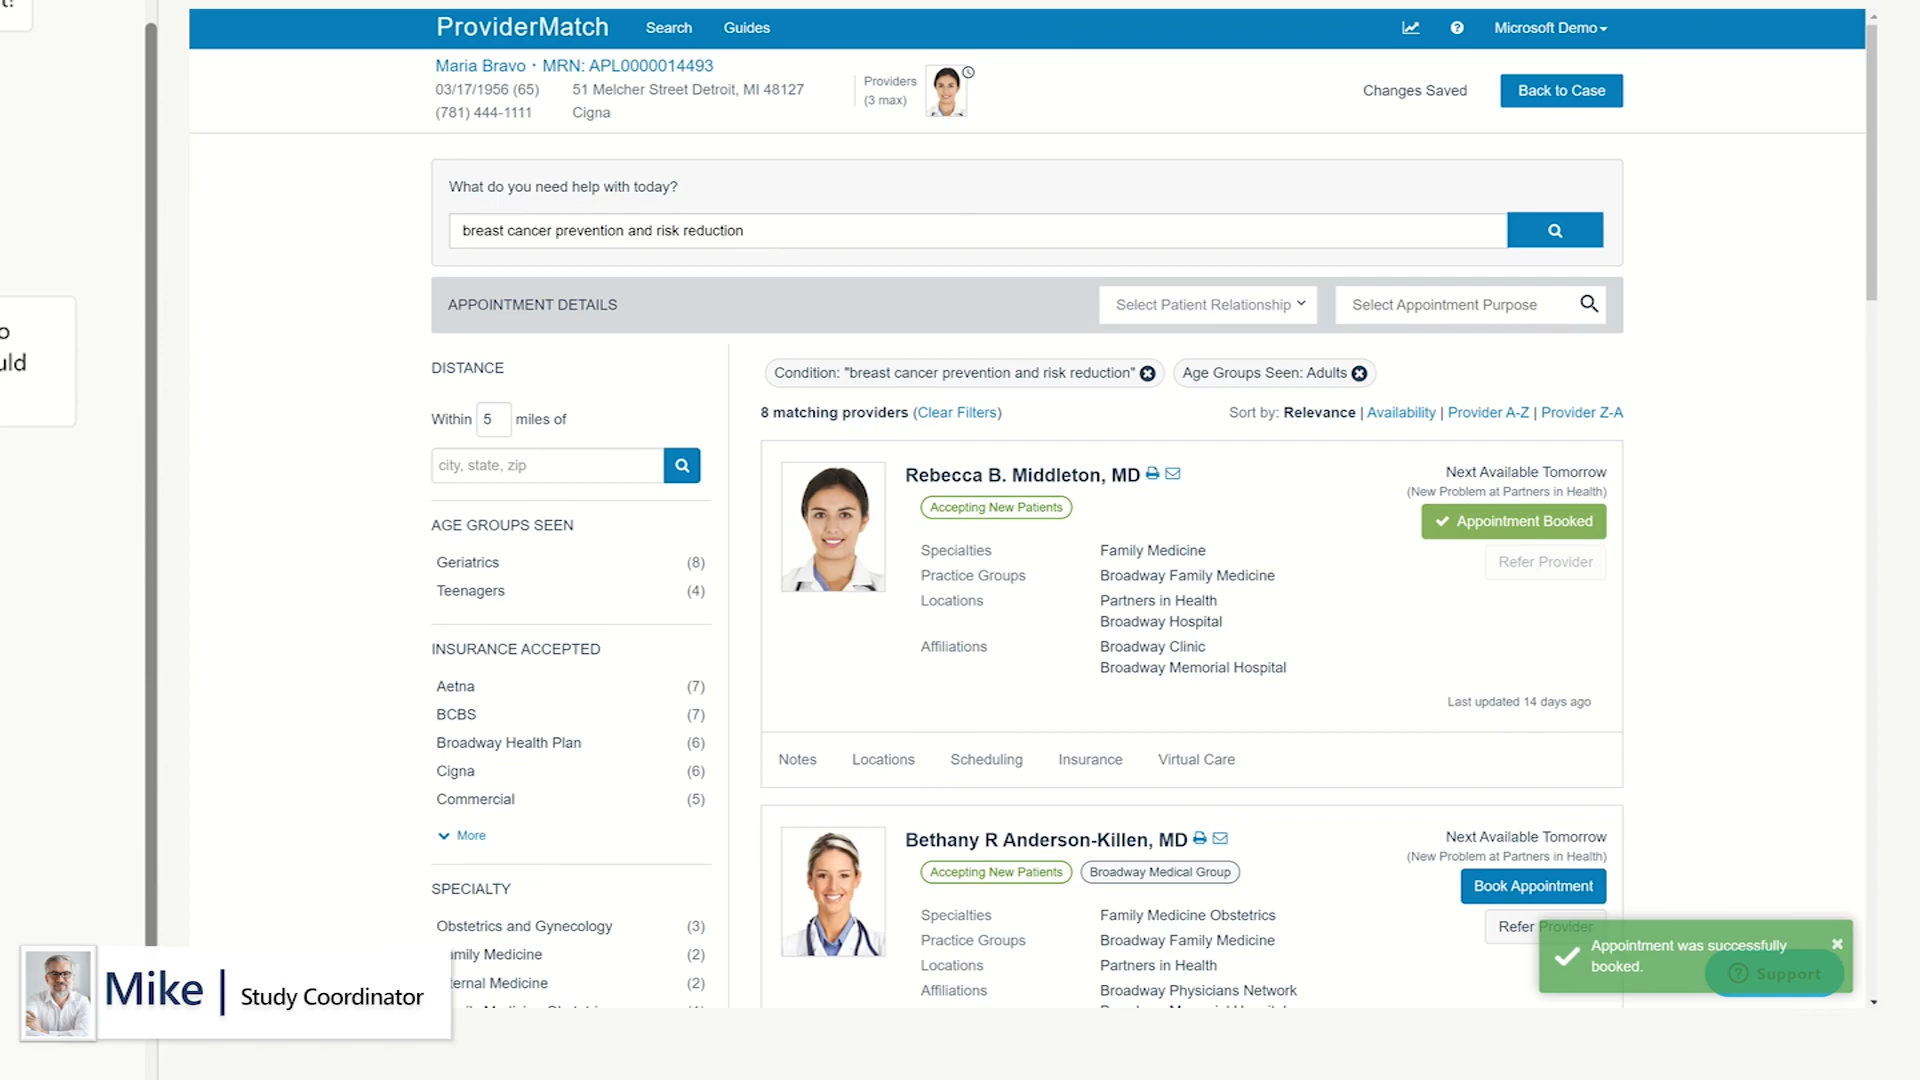 ProviderMatch Search Guides Microsoft Demo
Maria Bravo · MRN: APL0000014493
03/17/1956 (65) 51 Melcher Street Detroit, MI 48127
(781) 444-1111 Cigna
Providers
(3 max)
Changes Saved Back to Case
What do you need help with today?
breast cancer prevention and risk reduction
APPOINTMENT DETAILS Select Patient Relationship Select Appointment Purpose
DISTANCE
Within 5 miles of
city, state, zip
AGE GROUPS SEEN
Geriatrics (8)
Teenagers (4)
INSURANCE ACCEPTED
Aetna (7)
BCBS (7)
Broadway Health Plan (6)
Cigna (6)
Commercial (5)
More
SPECIALTY
Obstetrics and Gynecology (3)
amily Medicine (2)
ternal Medicine (2)
Condition: "breast cancer prevention and risk reduction" Age Groups Seen: Adults
8 matching providers (Clear Filters) Sort by: Relevance | Availability | Provider A-Z | Provider Z-A
Rebecca B. Middleton, MD
Accepting New Patients
Specialties Family Medicine
Practice Groups Broadway Family Medicine
Locations Partners in Health
Broadway Hospital
Affiliations Broadway Clinic
Broadway Memorial Hospital
Next Available Tomorrow
(New Problem at Partners in Health)
Appointment Booked
Refer Provider
Last updated 14 days ago
Notes Locations Scheduling Insurance Virtual Care
Bethany R Anderson-Killen, MD
Accepting New Patients Broadway Medical Group
Specialties Family Medicine Obstetrics
Practice Groups Broadway Family Medicine
Locations Partners in Health
Affiliations Broadway Physicians Network
Next Available Tomorrow
(New Problem at Partners in Health)
Book Appointment
Refer Provider
Appointment was successfully
booked.
Support
Mike | Study Coordinator
o
uld